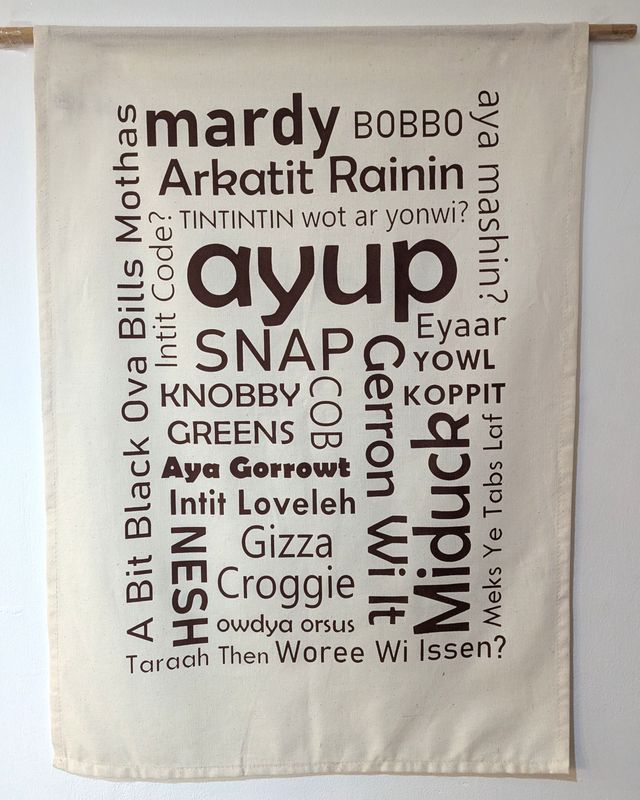 mardy
BOBBO
aya mashin?
Arkatit Rainin
A Bit Black Ova Bills Mothas
Intit Code?
TINTINTIN wot ar yonwi?
ayup
Eyaar
SNAP
Gerron Wi It
YOWL
KNOBBY
COB
KOPPIT
GREENS
Miduck
Meks Ye Tabs Laf
Aya Gorrowt
Intit Loveleh
NESH
Gizza
Croggie
owdya orsus
Taraah Then
Woree Wi Issen?